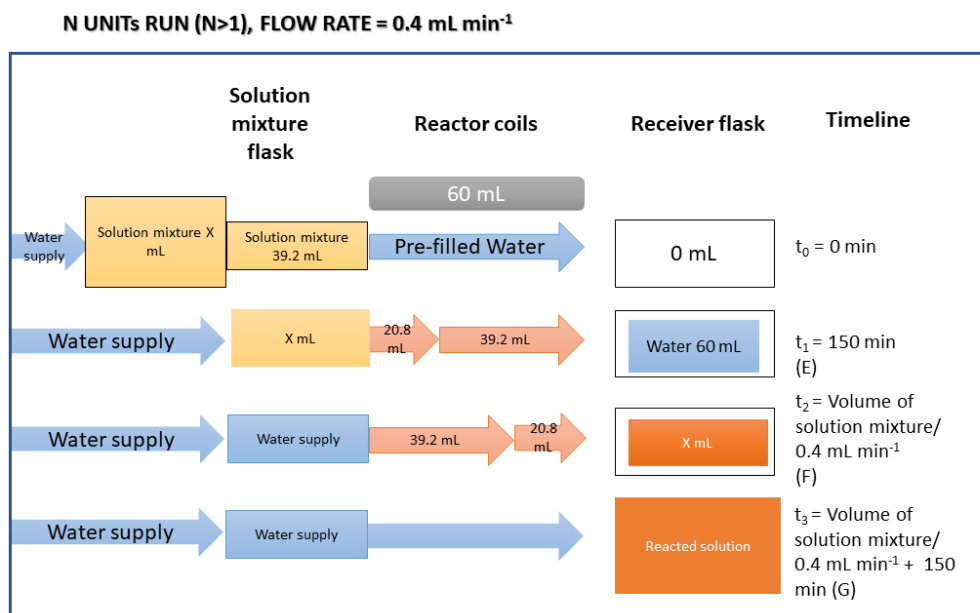 N UNITs RUN (N>1), FLOW RATE = 0.4 mL min⁻¹
Solution
mixture
flask
Reactor coils
Receiver flask
Timeline
60 mL
Water
supply
Solution mixture X
mL
Solution mixture
39.2 mL
Pre-filled Water
0 mL
t₀ = 0 min
Water supply
X mL
20.8
mL
39.2 mL
Water 60 mL
t₁ = 150 min
(E)
Water supply
Water supply
39.2 mL
20.8
mL
X mL
t₂ = Volume of
solution mixture/
0.4 mL min⁻¹
(F)
Water supply
Water supply
Reacted solution
t₃ = Volume of
solution mixture/
0.4 mL min⁻¹ + 150
min (G)